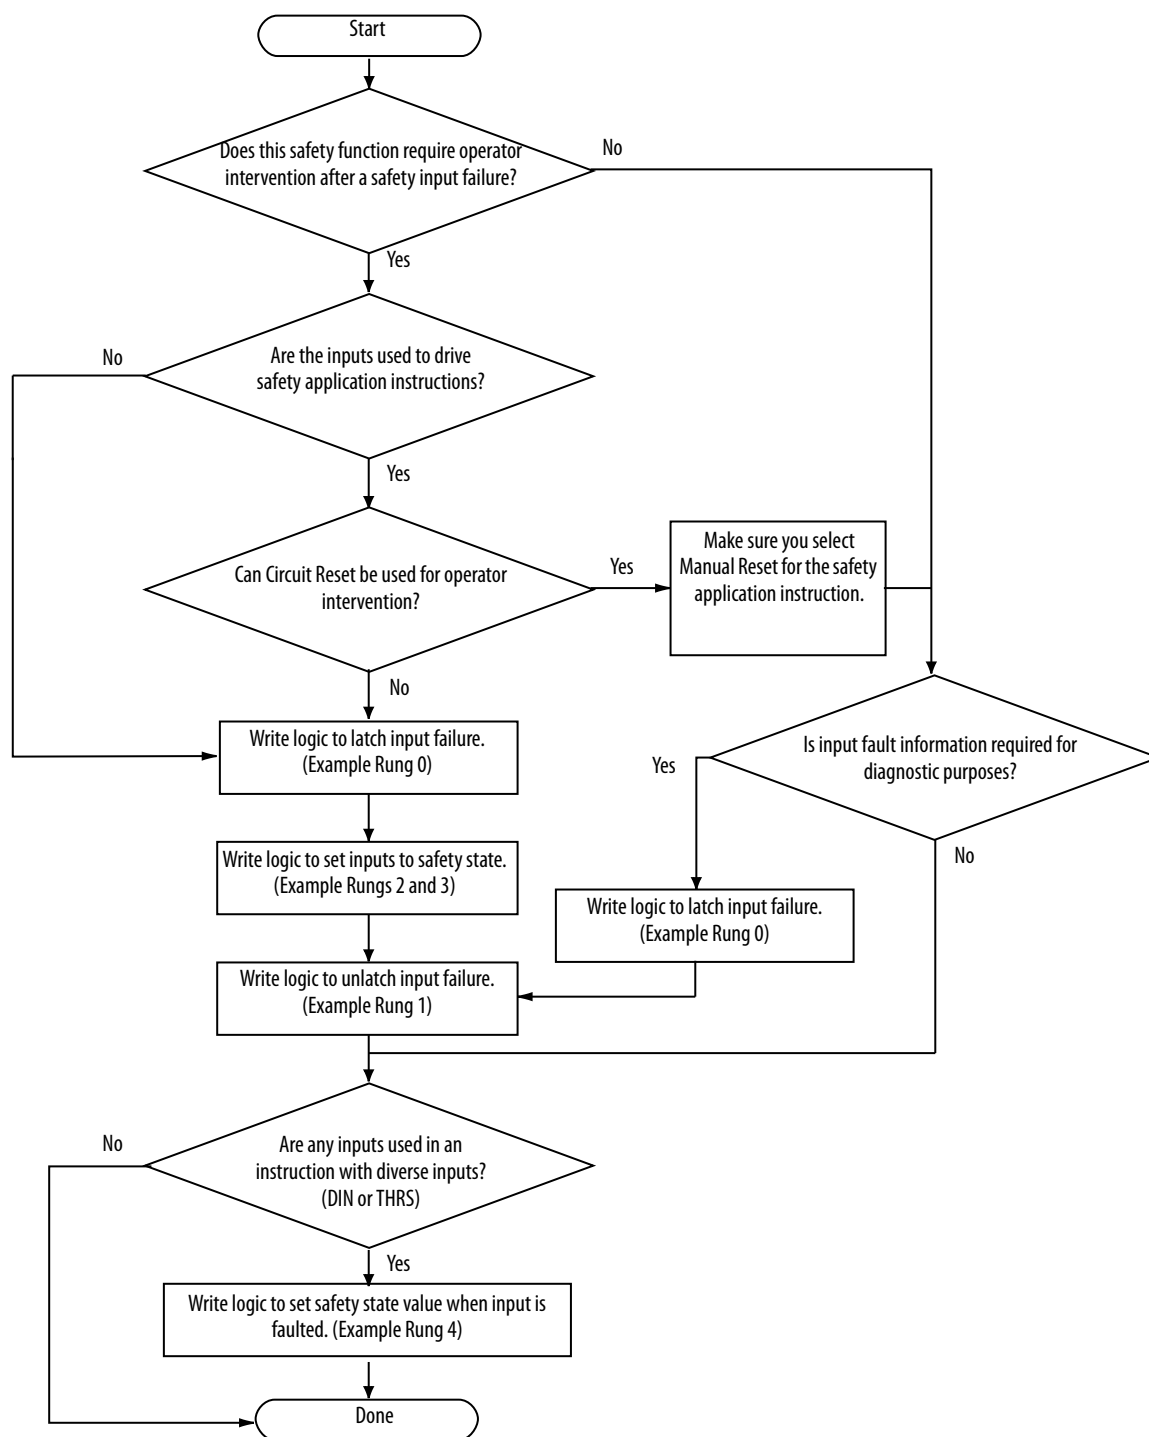 Start
Does this safety function require operator
intervention after a safety input failure?
No
Yes
Are the inputs used to drive
safety application instructions?
No
Yes
Can Circuit Reset be used for operator
intervention?
Yes
Make sure you select
Manual Reset for the safety
application instruction.
No
Write logic to latch input failure.
(Example Rung 0)
Is input fault information required for
diagnostic purposes?
Yes
No
Write logic to set inputs to safety state.
(Example Rungs 2 and 3)
Write logic to latch input failure.
(Example Rung 0)
Write logic to unlatch input failure.
(Example Rung 1)
Are any inputs used in an
instruction with diverse inputs?
(DIN or THRS)
No
Yes
Write logic to set safety state value when input is
faulted. (Example Rung 4)
Done